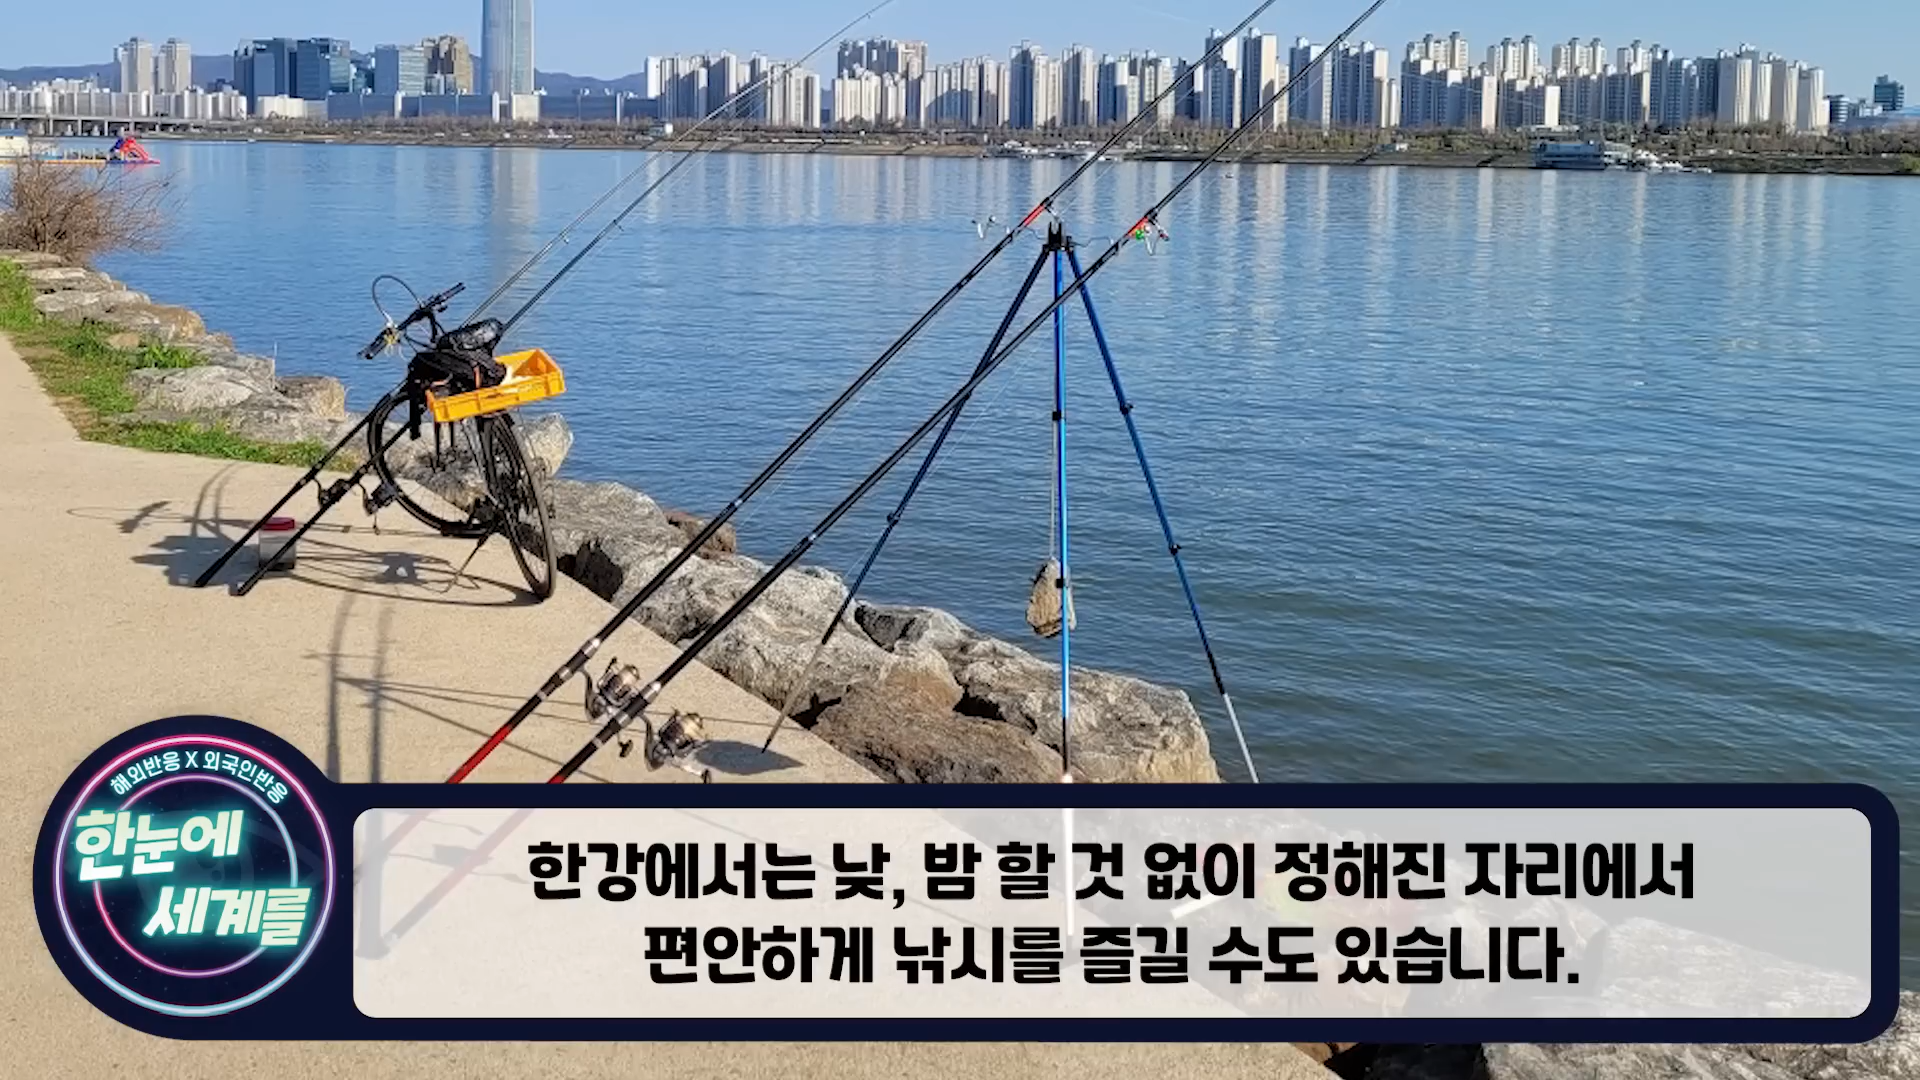 해외반응 X 외국인반응
한눈에
세계를
한강에서는 낮, 밤 할 것 없이 정해진 자리에서
편안하게 낚시를 즐길 수도 있습니다.